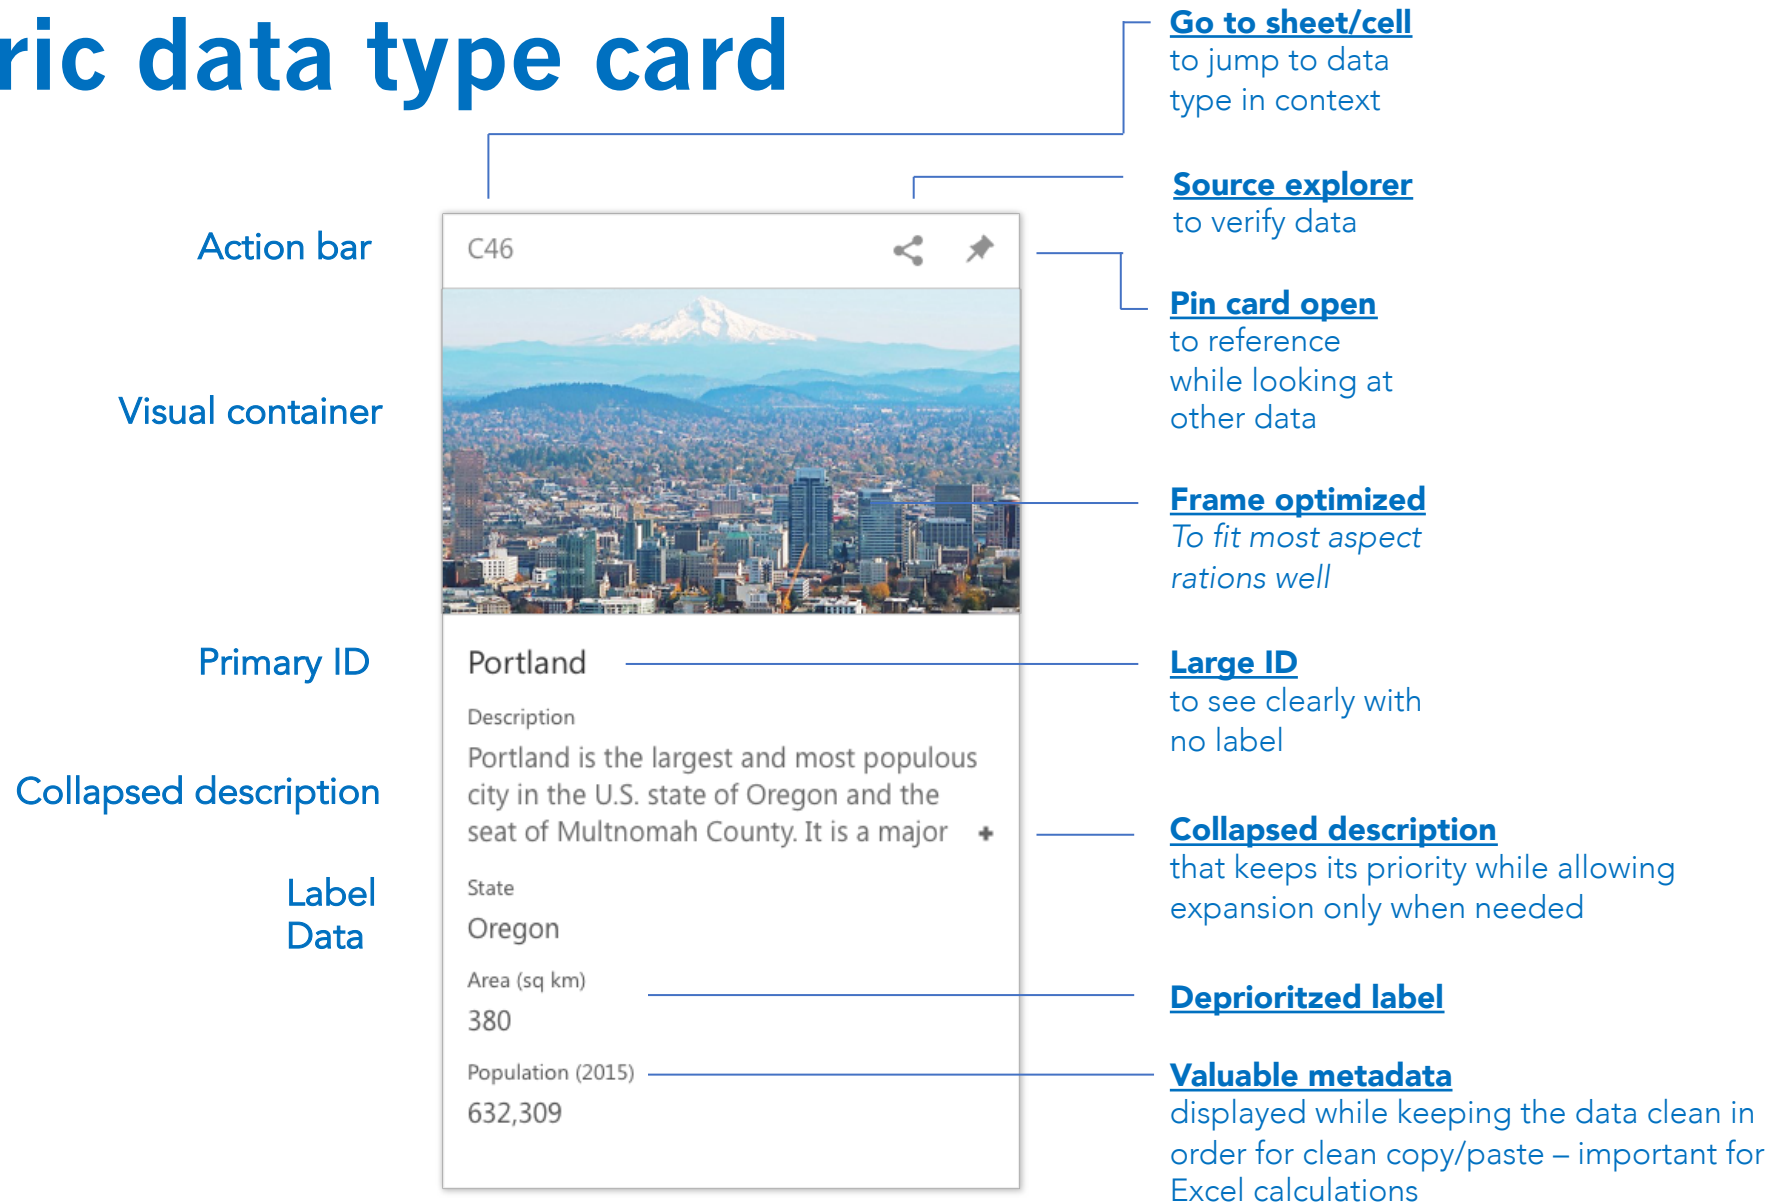 ric data type card
Go to sheet/cell
to jump to data
type in context
Source explorer
to verify data
Action bar
C46
Pin card open
to reference
while looking at
other data
Visual container
Frame optimized
To fit most aspect
rations well
Primary ID
Portland
Large ID
to see clearly with
no label
Description
Portland is the largest and most populous
city in the U.S. state of Oregon and the
seat of Multnomah County. It is a major
Collapsed description
Collapsed description
that keeps its priority while allowing
expansion only when needed
Label
Data
State
Oregon
Area (sq km)
380
Deprioritzed label
Population (2015)
632,309
Valuable metadata
displayed while keeping the data clean in
order for clean copy/paste – important for
Excel calculations